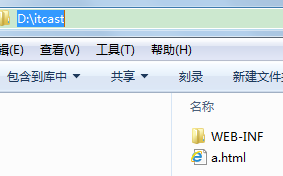 D:\itcast
编辑(E) 查看(V) 工具(T) 帮助(H)
包含到库中 共享 刻录 新建文件
名称
WEB-INF
a.html